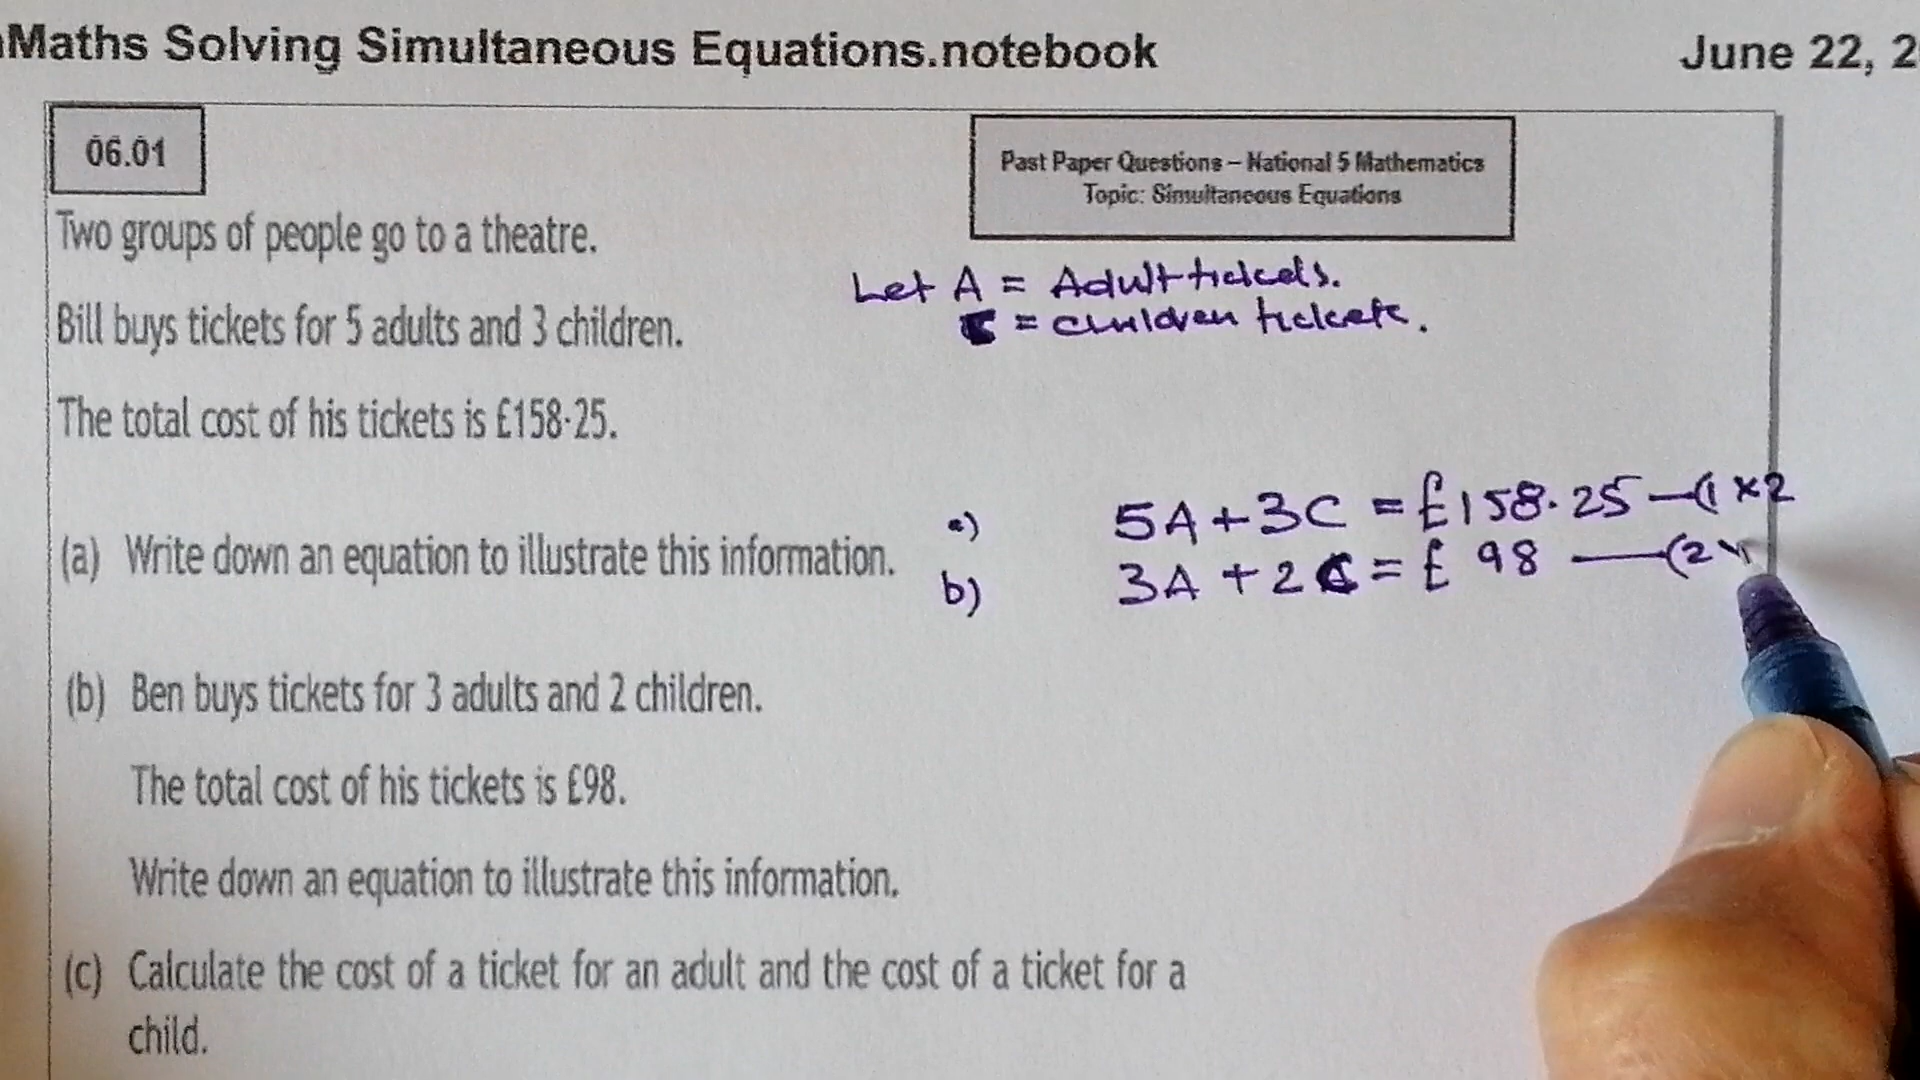 Maths Solving Simultaneous Equations.notebook
June 22, 2
06.01
Past Paper Questions – National 5 Mathematics
Topic: Simultaneous Equations
Two groups of people go to a theatre.
Let A = Adult tickets.
C = children tickets.
Bill buys tickets for 5 adults and 3 children.
The total cost of his tickets is £158·25.
a) 5A + 3C = £158.25 —(1 ×2
(a) Write down an equation to illustrate this information.
b) 3A + 2C = £ 98 —(2
(b) Ben buys tickets for 3 adults and 2 children.
The total cost of his tickets is £98.
Write down an equation to illustrate this information.
(c) Calculate the cost of a ticket for an adult and the cost of a ticket for a
child.